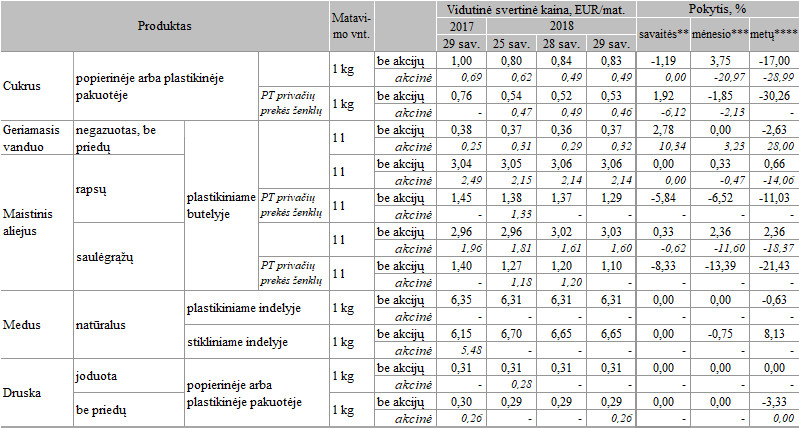 Produktas Matavi-mo vnt. Vidutinė svertinė kaina, EUR/mat. Pokytis, %
2017 2018 savaitės** mėnesio*** metų****
29 sav. 25 sav. 28 sav. 29 sav.
Cukrus popierinėje arba plastikinėje pakuotėje 1 kg be akcijų 1,00 0,80 0,84 0,83 -1,19 3,75 -17,00
akcinė 0,69 0,62 0,49 0,49 0,00 -20,97 -28,99
PT privačių prekės ženklų 1 kg be akcijų 0,76 0,54 0,52 0,53 1,92 -1,85 -30,26
akcinė - 0,47 0,49 0,46 -6,12 -2,13 -
Geriamasis vanduo negazuotas, be priedų plastikiniame butelyje 1 l be akcijų 0,38 0,37 0,36 0,37 2,78 0,00 -2,63
akcinė 0,25 0,31 0,29 0,32 10,34 3,23 28,00
Maistinis aliejus rapsų 1 l be akcijų 3,04 3,05 3,06 3,06 0,00 0,33 0,66
akcinė 2,49 2,15 2,14 2,14 0,00 -0,47 -14,06
PT privačių prekės ženklų 1 l be akcijų 1,45 1,38 1,37 1,29 -5,84 -6,52 -11,03
akcinė - 1,33 - - - - -
saulėgrąžų 1 l be akcijų 2,96 2,96 3,02 3,03 0,33 2,36 2,36
akcinė 1,96 1,81 1,61 1,60 -0,62 -11,60 -18,37
PT privačių prekės ženklų 1 l be akcijų 1,40 1,27 1,20 1,10 -8,33 -13,39 -21,43
akcinė - 1,18 1,20 - - - -
Medus natūralus plastikiniame indelyje 1 kg be akcijų 6,35 6,31 6,31 6,31 0,00 0,00 -0,63
akcinė - - - - - - -
stikliniame indelyje 1 kg be akcijų 6,15 6,70 6,65 6,65 0,00 -0,75 8,13
akcinė 5,48 - - - - - -
Druska joduota popierinėje arba plastikinėje pakuotėje 1 kg be akcijų 0,31 0,31 0,31 0,31 0,00 0,00 0,00
akcinė - 0,28 - - - - -
be priedų 1 kg be akcijų 0,30 0,29 0,29 0,29 0,00 0,00 -3,33
akcinė 0,26 - - 0,26 - - 0,00